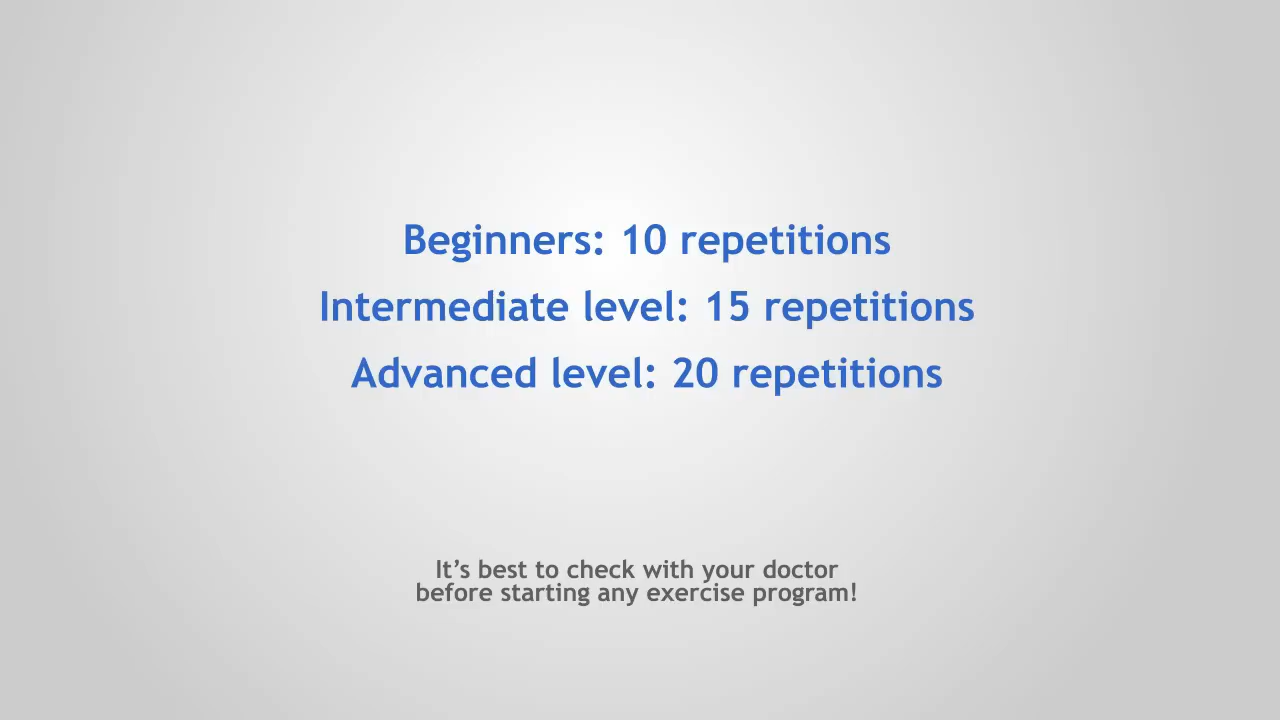 Beginners: 10 repetitions
Intermediate level: 15 repetitions
Advanced level: 20 repetitions
It’s best to check with your doctor
before starting any exercise program!